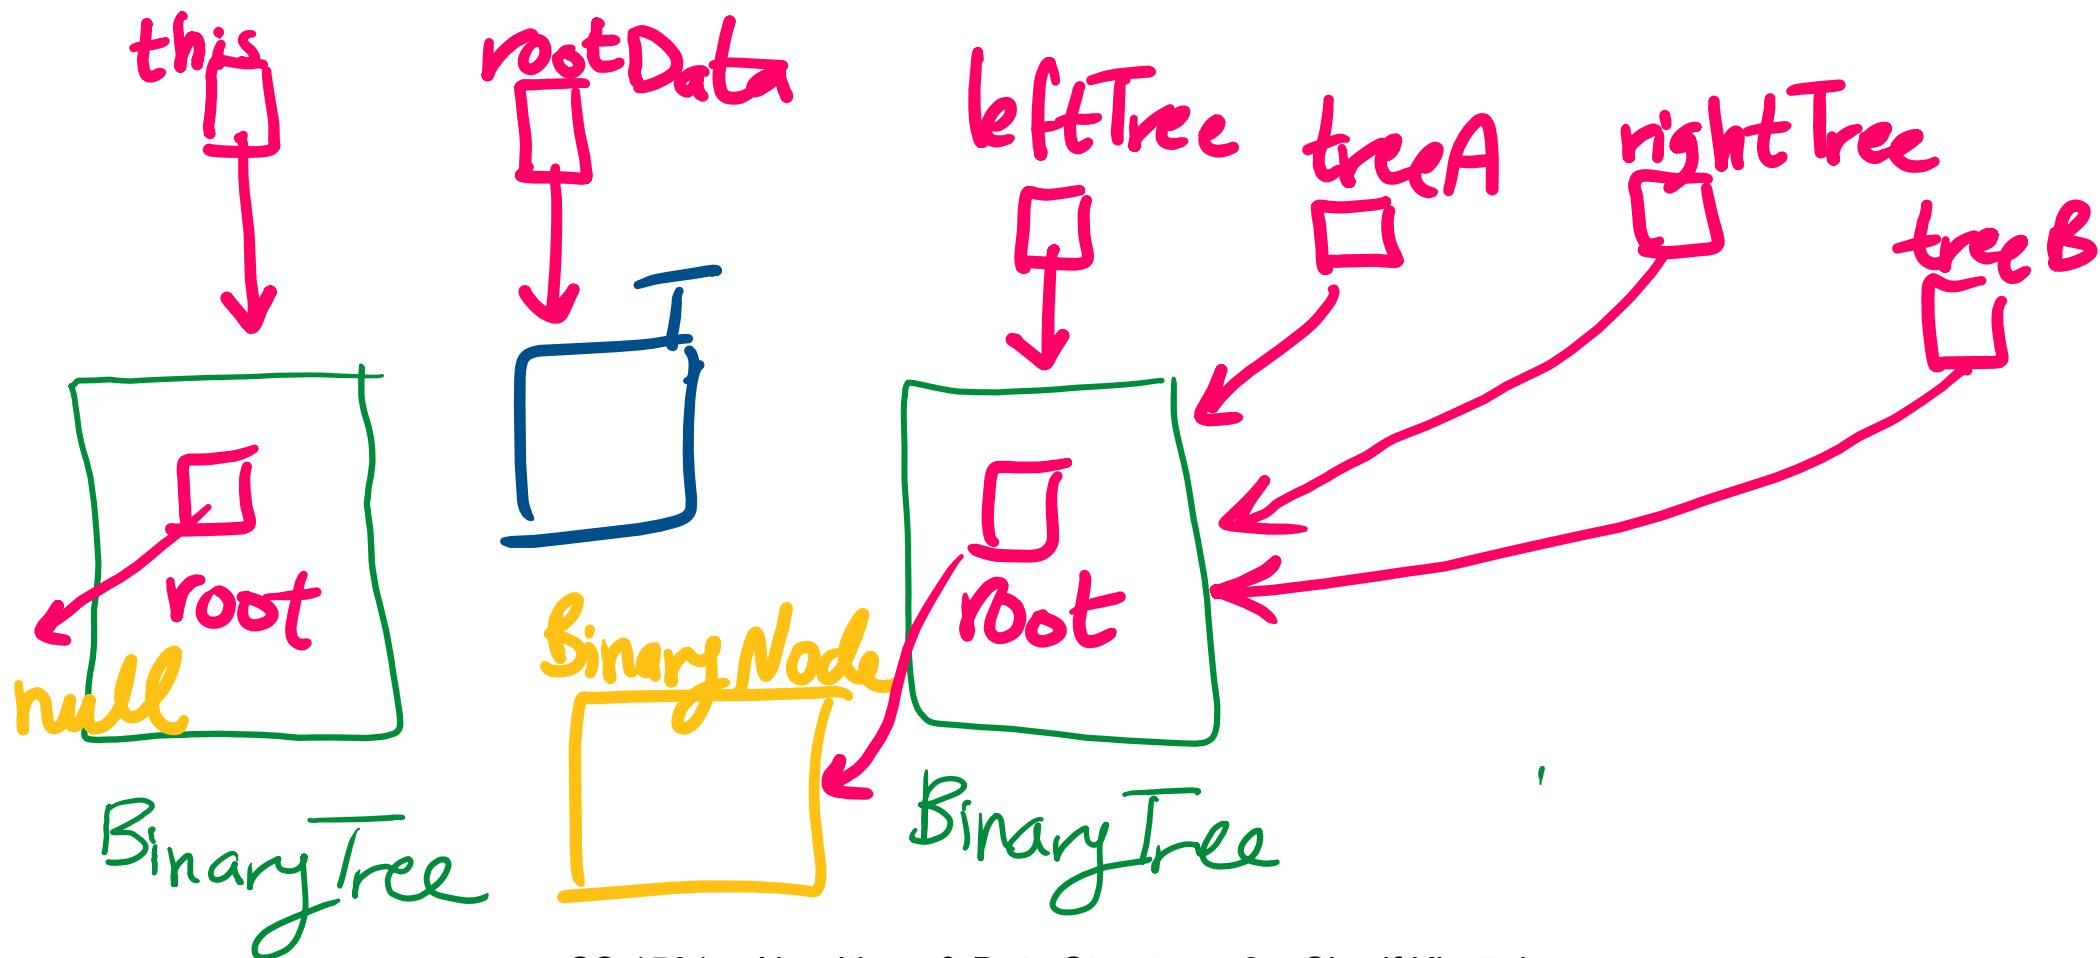 this
rootData
leftTree
treeA
rightTree
treeB
T
root
root
BinaryNode
null
BinaryTree
BinaryTree